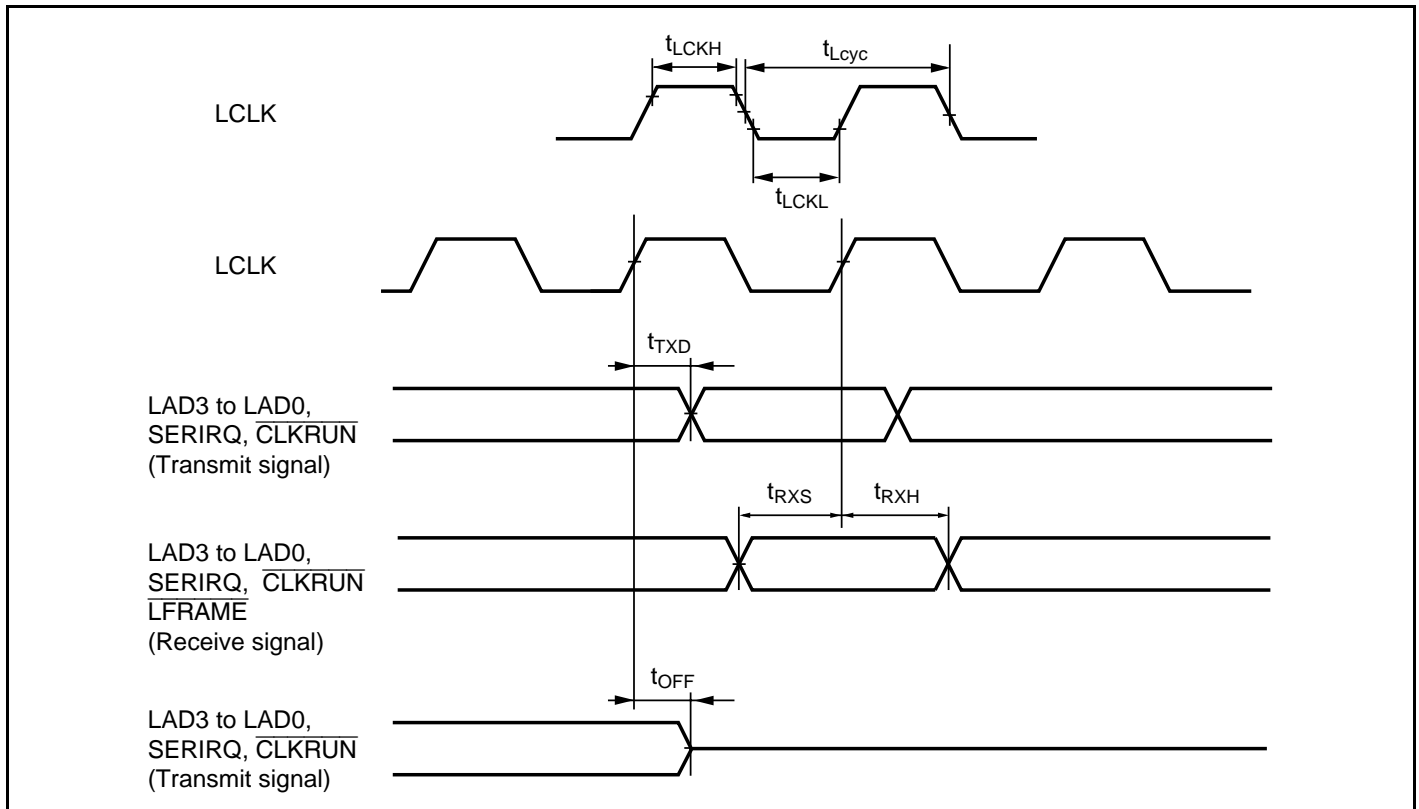 tLCKH
tLcyc
LCLK
tLCKL
LCLK
tTXD
LAD3 to LAD0,
SERIRQ, CLKRUN
(Transmit signal)
tRXS
tRXH
LAD3 to LAD0,
SERIRQ, CLKRUN
LFRAME
(Receive signal)
tOFF
LAD3 to LAD0,
SERIRQ, CLKRUN
(Transmit signal)